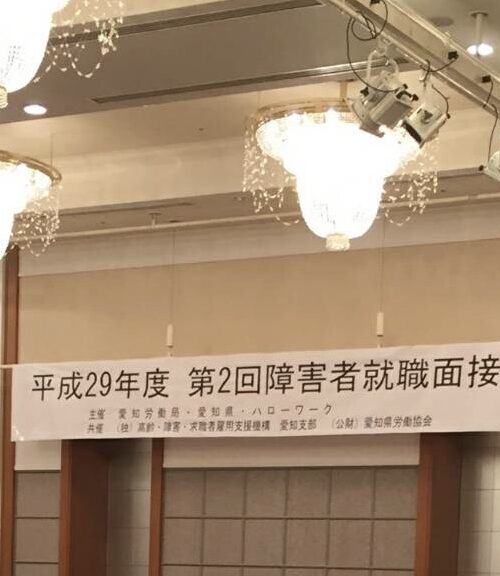 平成29年度 第2回障害者就職面接
主催 愛知労働局・愛知県・ハローワーク
共催 (独)高齢・障害・求職者雇用支援機構 愛知支部 (公財)愛知県労働協会